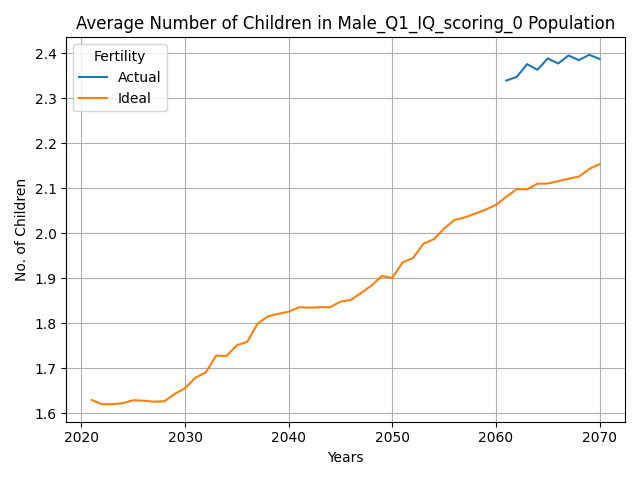 Average Number of Children in Male_Q1_IQ_scoring_0 Population
Fertility
Actual
Ideal
No. of Children
2.4
2.3
2.2
2.1
2.0
1.9
1.8
1.7
1.6
2020 2030 2040 2050 2060 2070
Years